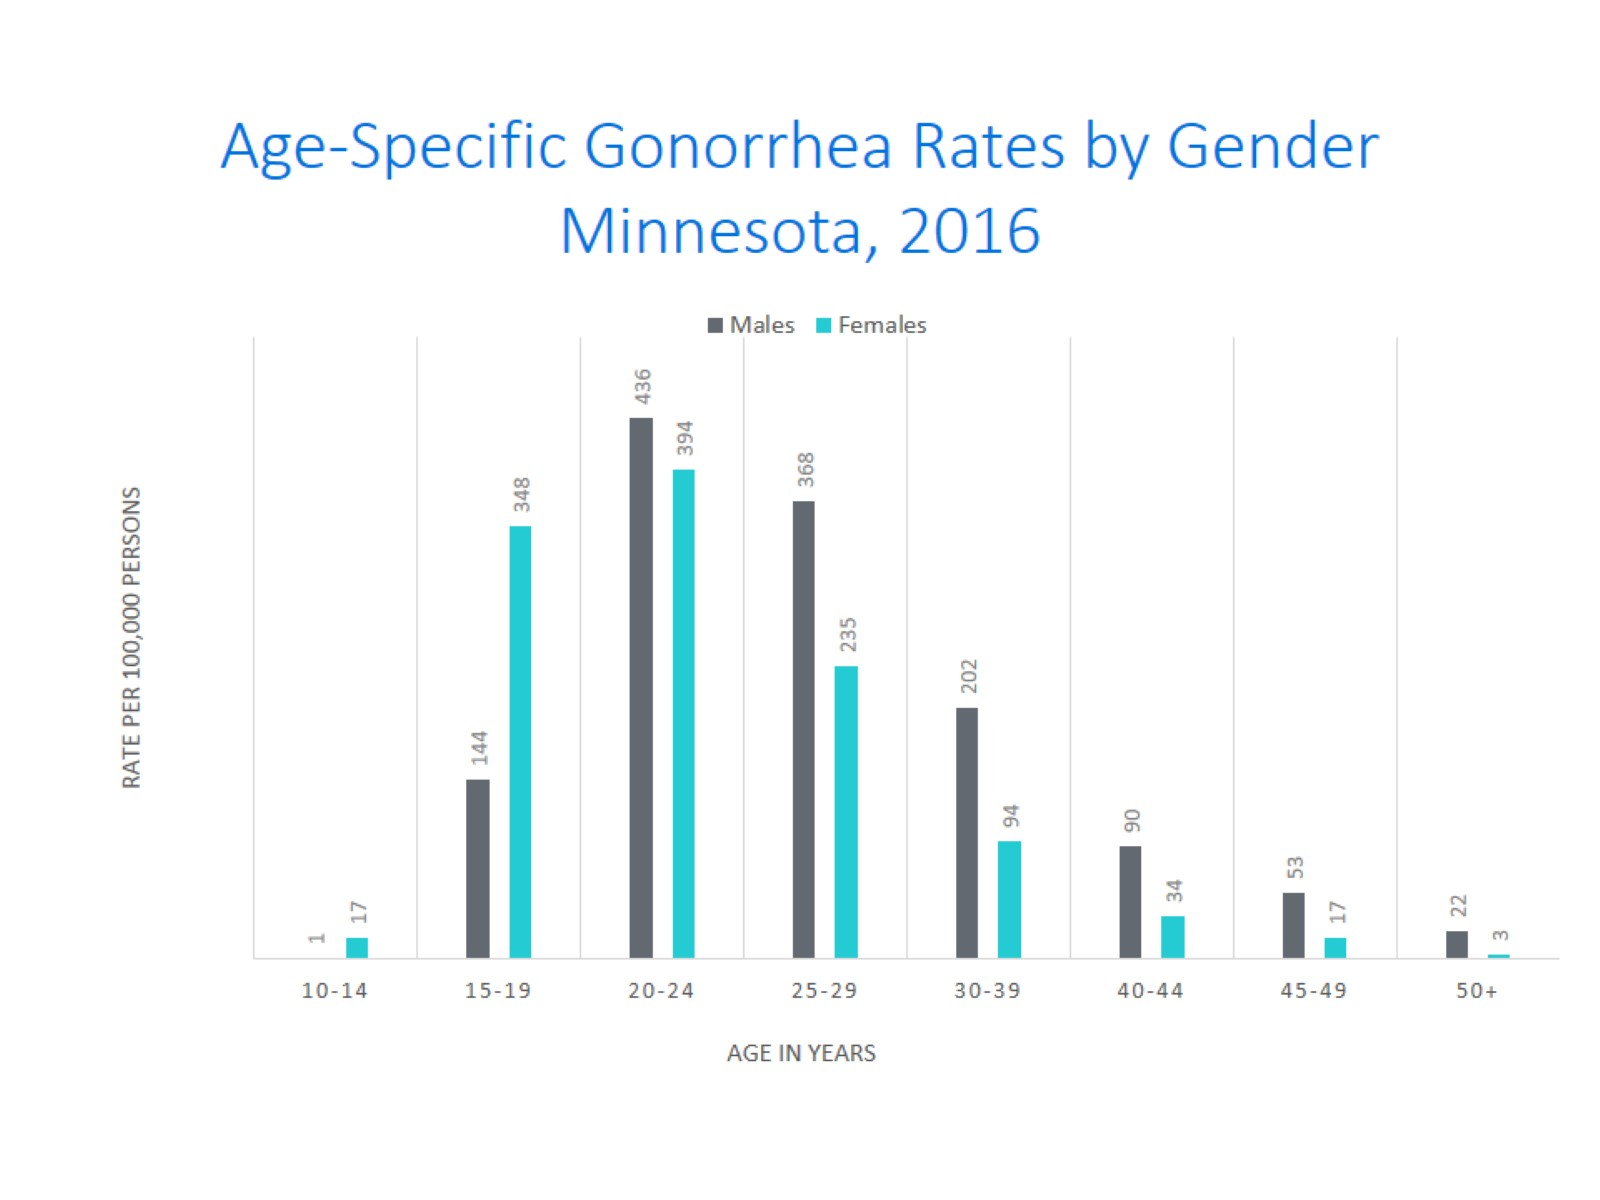 Age-Specific Gonorrhea Rates by Gender
Minnesota, 2016
Males Females
RATE PER 100,000 PERSONS
1
17
144
348
436
394
368
235
202
94
90
34
53
17
22
3
10-14 15-19 20-24 25-29 30-39 40-44 45-49 50+
AGE IN YEARS